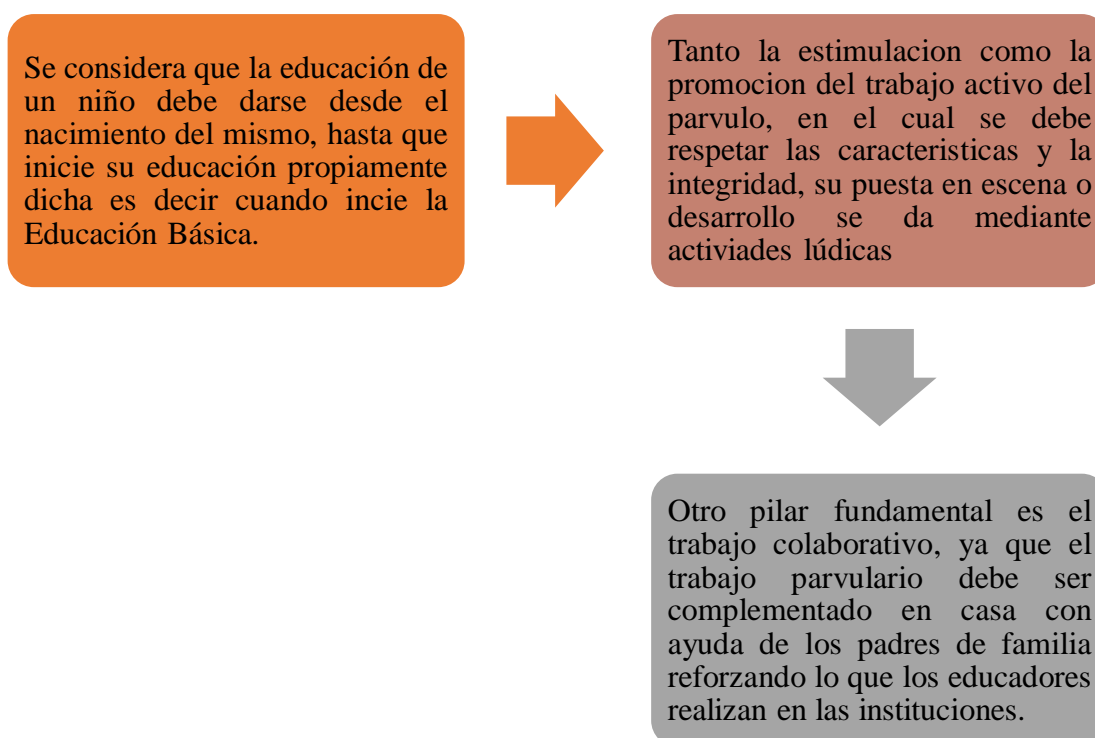 Se considera que la educación de
un niño debe darse desde el
nacimiento del mismo, hasta que
inicie su educación propiamente
dicha es decir cuando incie la
Educación Básica.
Tanto la estimulacion como la
promocion del trabajo activo del
parvulo, en el cual se debe
respetar las caracteristicas y la
integridad, su puesta en escena o
desarrollo se da mediante
activiades lúdicas
Otro pilar fundamental es el
trabajo colaborativo, ya que el
trabajo parvulario debe ser
complementado en casa con
ayuda de los padres de familia
reforzando lo que los educadores
realizan en las instituciones.